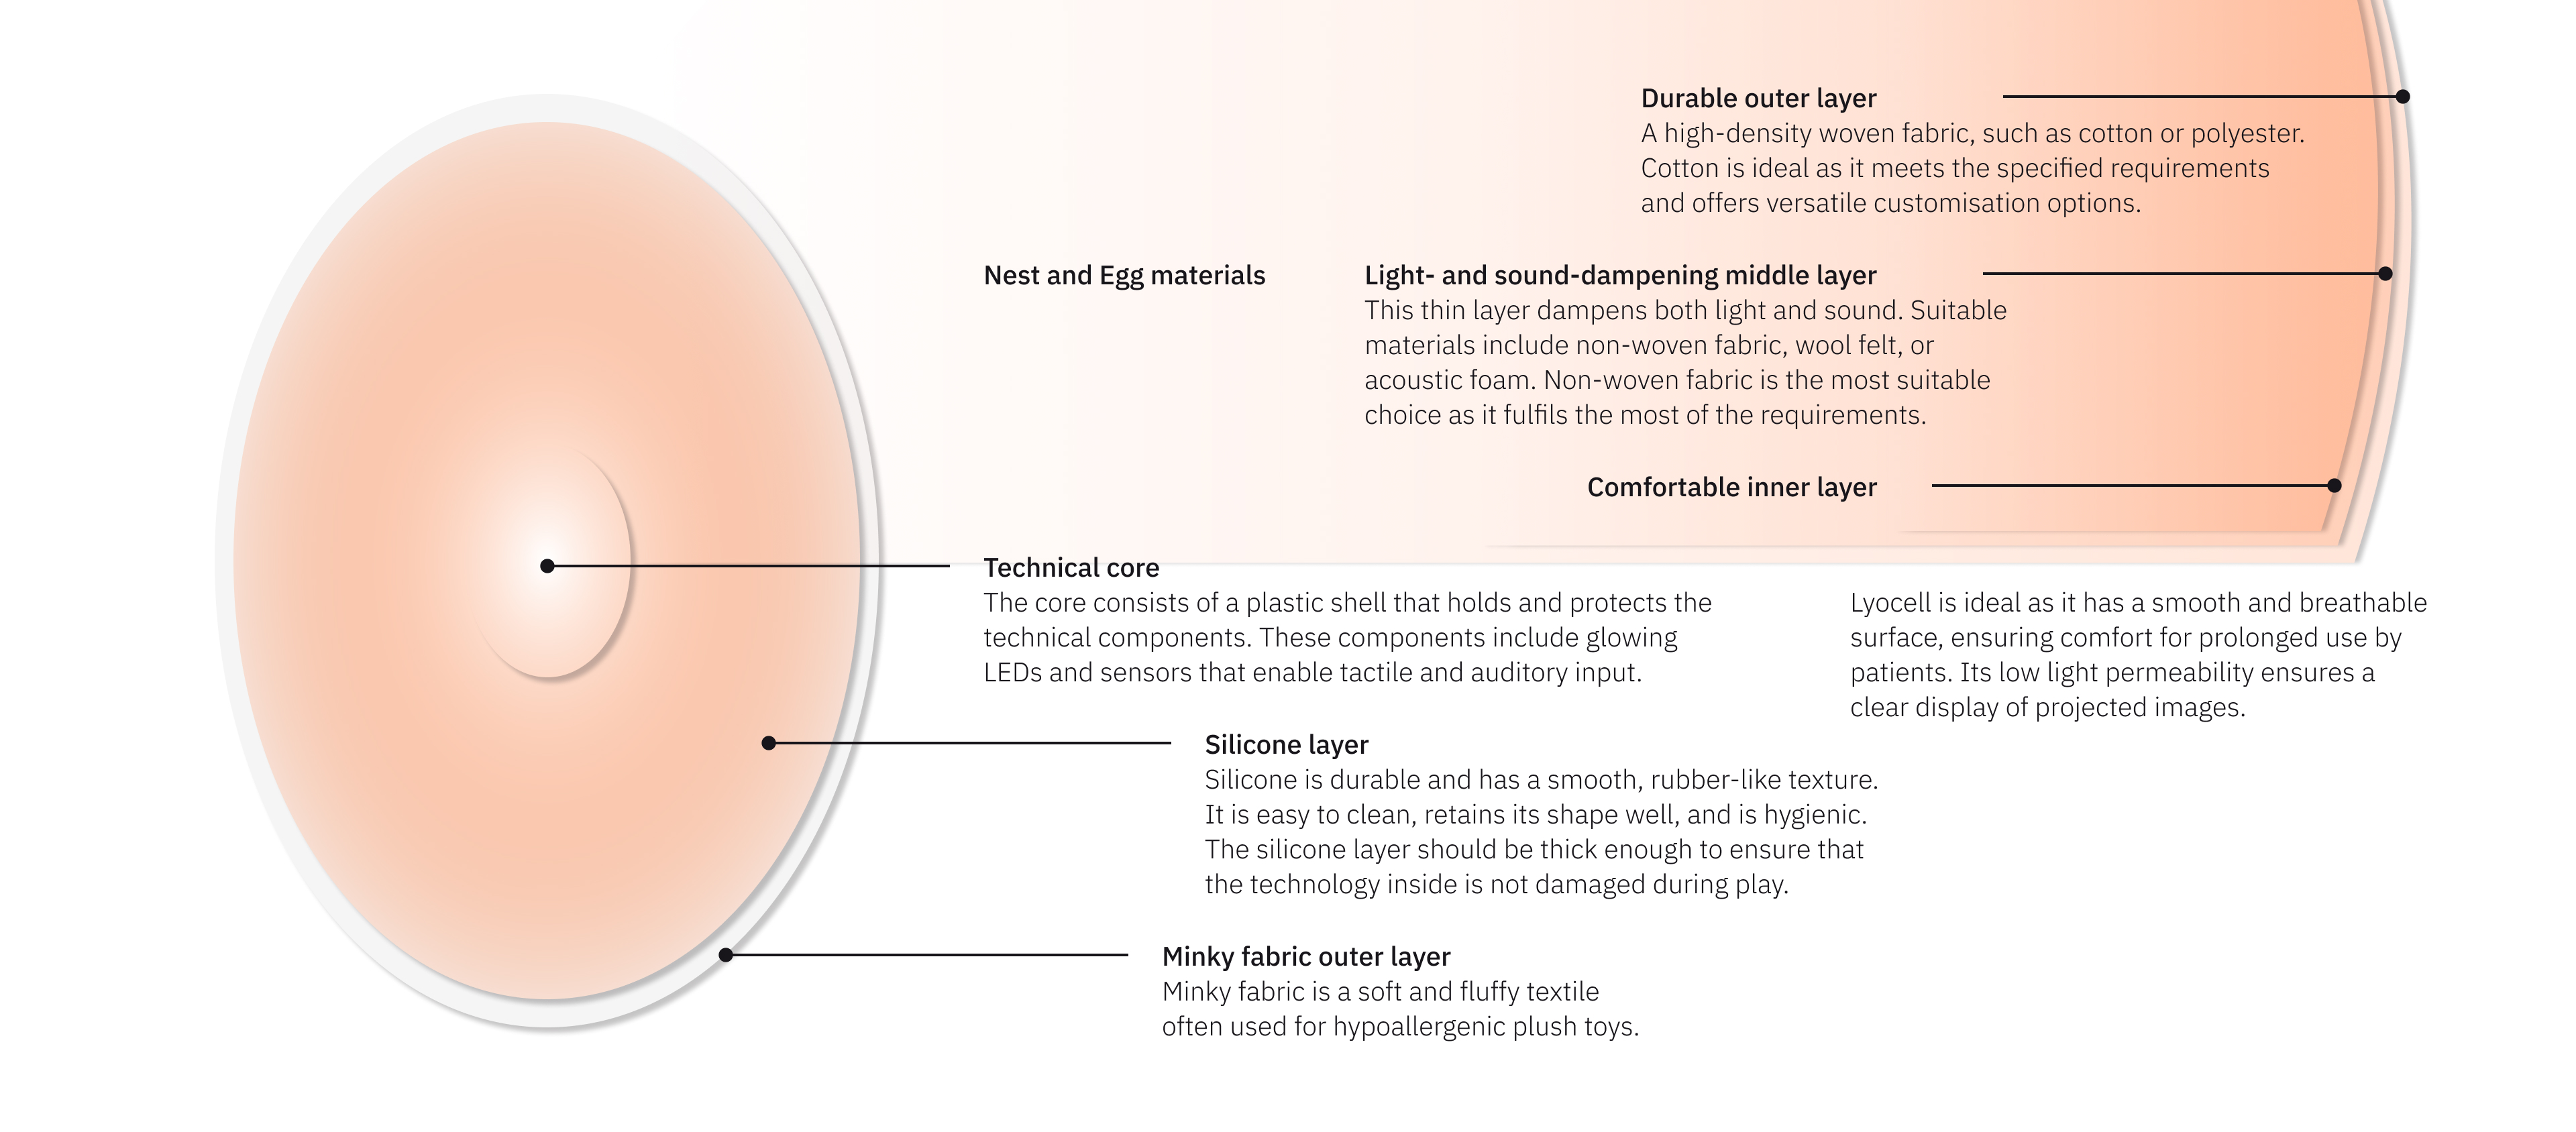 Nest and Egg materials
Durable outer layer
A high-density woven fabric, such as cotton or polyester.
Cotton is ideal as it meets the specified requirements
and offers versatile customisation options.
Light- and sound-dampening middle layer
This thin layer dampens both light and sound. Suitable
materials include non-woven fabric, wool felt, or
acoustic foam. Non-woven fabric is the most suitable
choice as it fulfils the most of the requirements.
Comfortable inner layer
Lyocell is ideal as it has a smooth and breathable
surface, ensuring comfort for prolonged use by
patients. Its low light permeability ensures a
clear display of projected images.
Technical core
The core consists of a plastic shell that holds and protects the
technical components. These components include glowing
LEDs and sensors that enable tactile and auditory input.
Silicone layer
Silicone is durable and has a smooth, rubber-like texture.
It is easy to clean, retains its shape well, and is hygienic.
The silicone layer should be thick enough to ensure that
the technology inside is not damaged during play.
Minky fabric outer layer
Minky fabric is a soft and fluffy textile
often used for hypoallergenic plush toys.